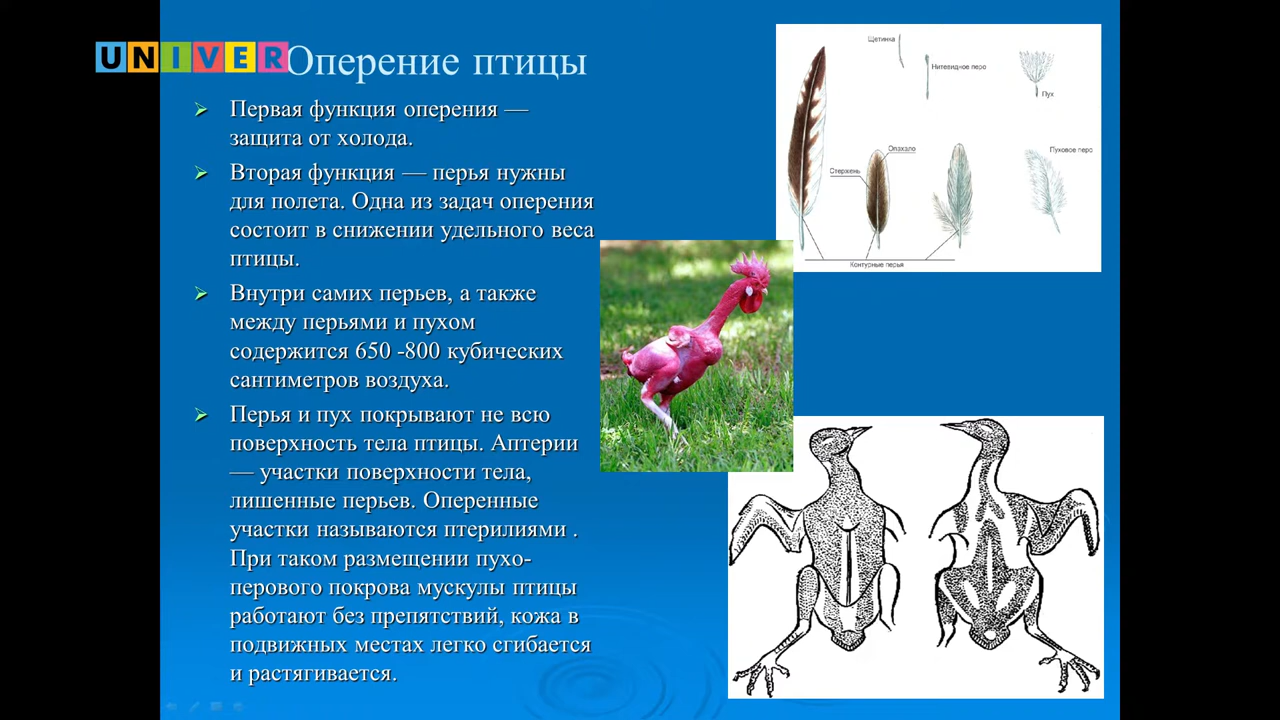 UNIVER
Оперение птицы
Первая функция оперения —
защита от холода.
Вторая функция — перья нужны
для полета. Одна из задач оперения
состоит в снижении удельного веса
птицы.
Внутри самих перьев, а также
между перьями и пухом
содержится 650 -800 кубических
сантиметров воздуха.
Перья и пух покрывают не всю
поверхность тела птицы. Аптерии
— участки поверхности тела,
лишенные перьев. Оперенные
участки называются птерилиями .
При таком размещении пухо-
перового покрова мускулы птицы
работают без препятствий, кожа в
подвижных местах легко сгибается
и растягивается.
Щетинка
Нитевидное перо
Пух
Опахало
Стержень
Пуховое перо
Контурные перья